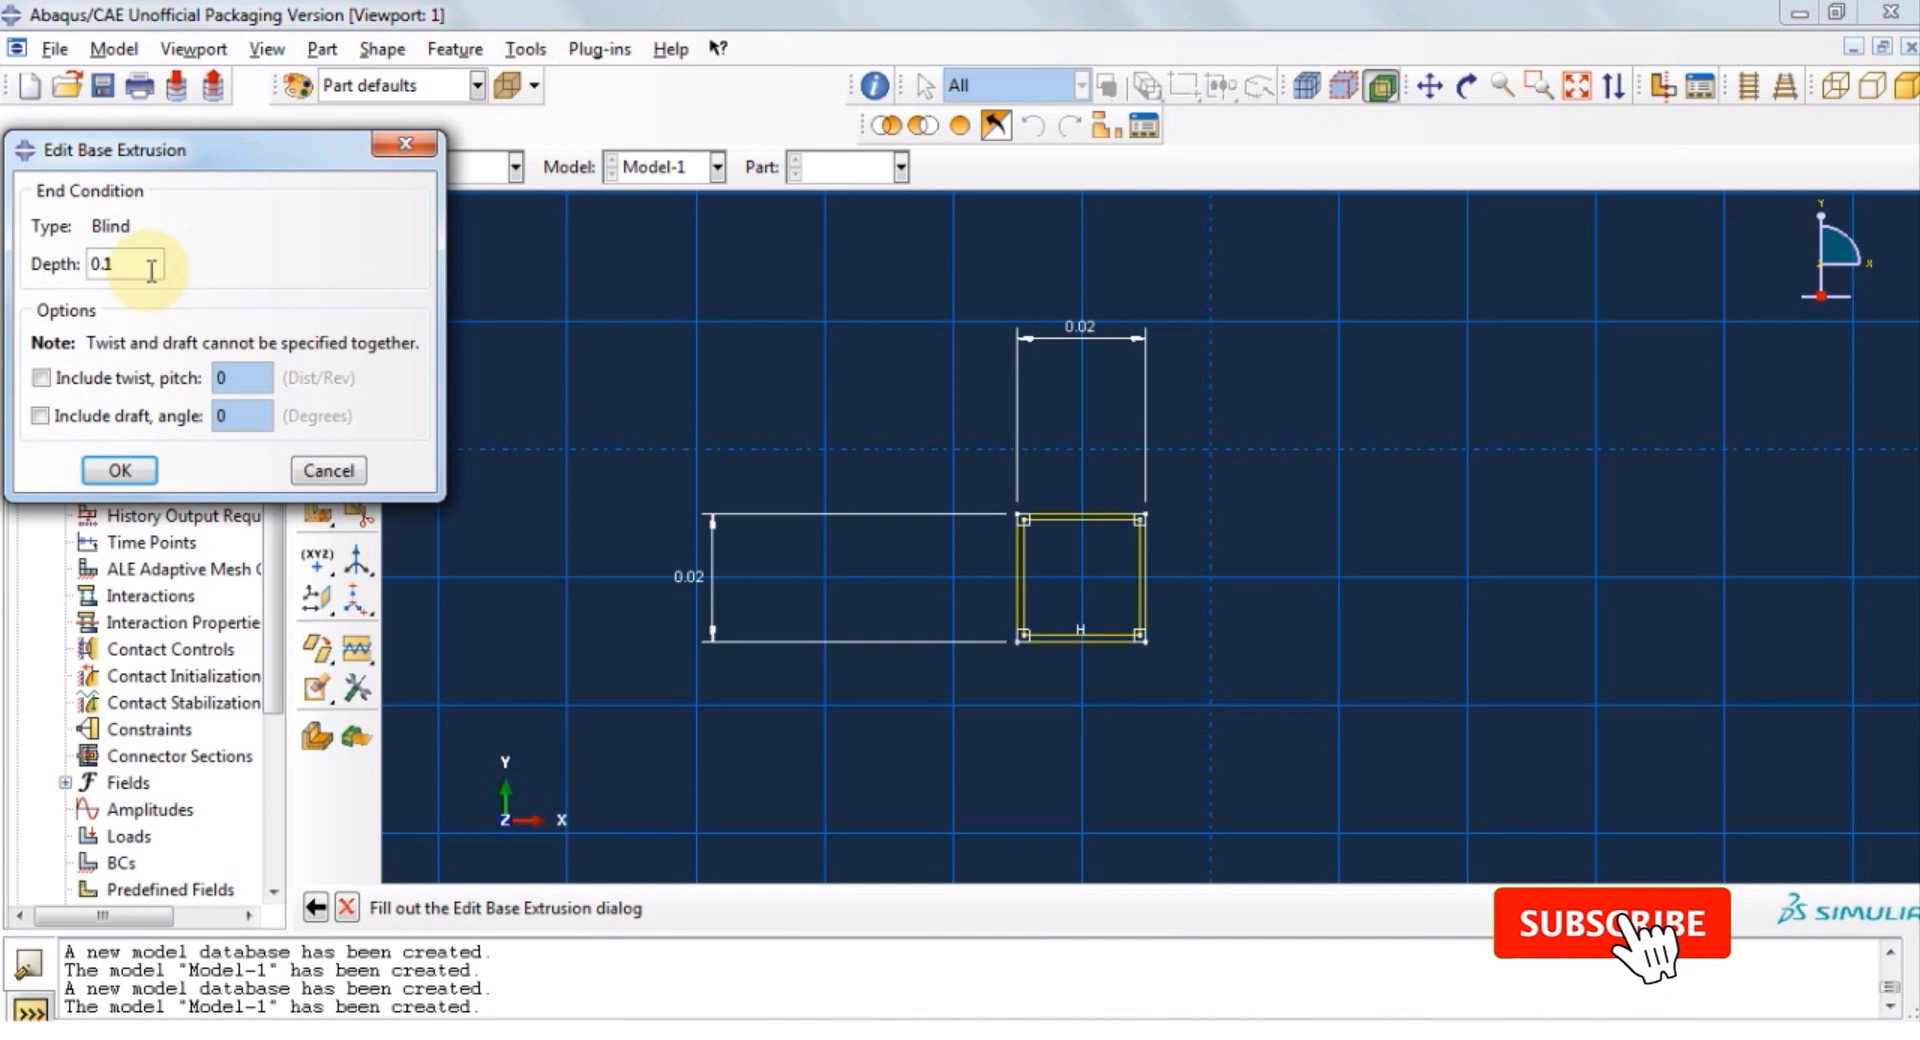 Abaqus/CAE Unofficial Packaging Version [Viewport: 1]
File Model Viewport View Part Shape Feature Tools Plug-ins Help ?
Part defaults
All
Edit Base Extrusion
Model: Model-1 Part:
End Condition
Type: Blind
Depth: 0.1
Options
Note: Twist and draft cannot be specified together.
Include twist, pitch: 0 (Dist/Rev)
Include draft, angle: 0 (Degrees)
OK Cancel
Y
X
0.02
0.02
H
Y
Z X
History Output Requ
Time Points
ALE Adaptive Mesh C
Interactions
Interaction Propertie
Contact Controls
Contact Initialization
Contact Stabilization
Constraints
Connector Sections
Fields
Amplitudes
Loads
BCs
Predefined Fields
(XYZ)
Fill out the Edit Base Extrusion dialog
SUBSCRIBE
SIMULIA
A new model database has been created.
The model "Model-1" has been created.
A new model database has been created.
The model "Model-1" has been created.
>>>